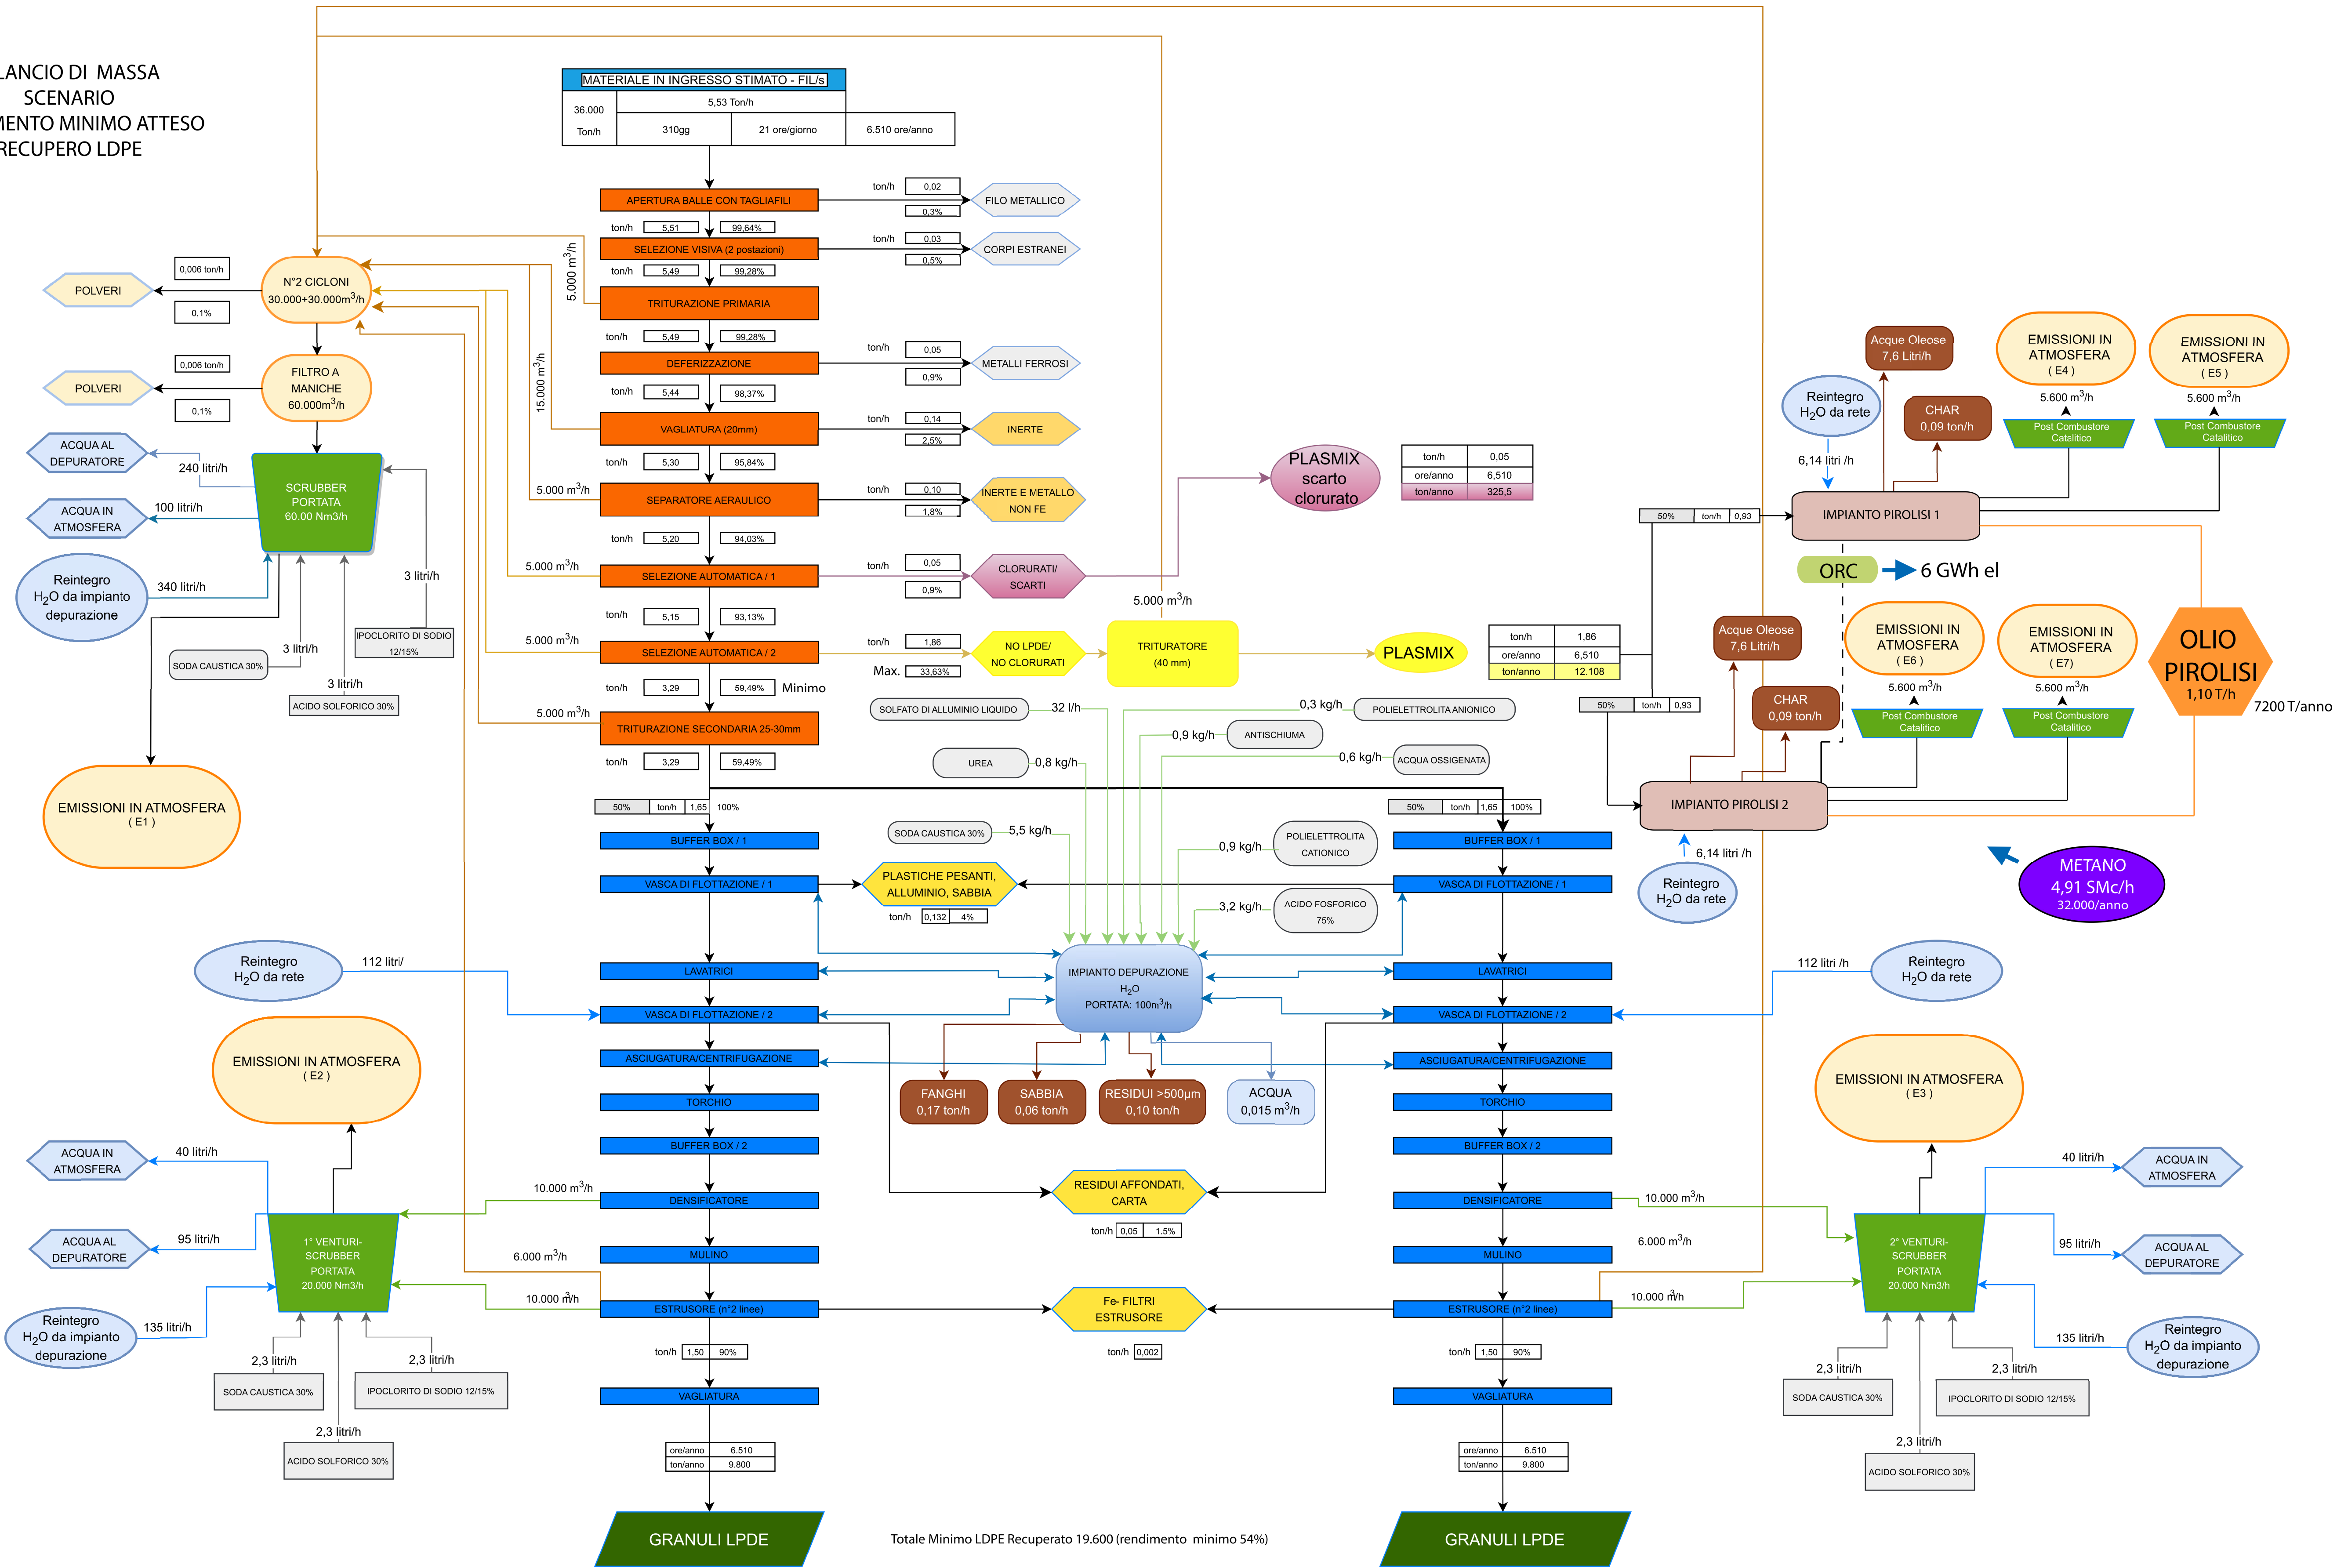 LANCIO DI MASSA
SCENARIO
MENTO MINIMO ATTESO
RECUPERO LDPE
MATERIALE IN INGRESSO STIMATO - FIL/s
36.000
Ton/h
5,53 Ton/h
310gg
21 ore/giorno
6.510 ore/anno
APERTURA BALLE CON TAGLIAFILI
ton/h
0,02
0,3%
FILO METALLICO
ton/h
5,51
99,64%
SELEZIONE VISIVA (2 postazioni)
ton/h
0,03
0,5%
CORPI ESTRANEI
ton/h
5,49
99,28%
TRITURAZIONE PRIMARIA
5.000 m3/h
ton/h
5,49
99,28%
DEFERIZZAZIONE
ton/h
0,05
0,9%
METALLI FERROSI
ton/h
5,44
98,37%
15.000 m3/h
VAGLIATURA (20mm)
ton/h
0,14
2,5%
INERTE
ton/h
5,30
95,84%
5.000 m3/h
SEPARATORE AERAULICO
ton/h
0,10
1,8%
INERTE E METALLO
NON FE
ton/h
5,20
94,03%
5.000 m3/h
SELEZIONE AUTOMATICA / 1
ton/h
0,05
0,9%
CLORURATI/
SCARTI
PLASMIX
scarto
clorurato
ton/h
0,05
ore/anno
6,510
ton/anno
325,5
ton/h
5,15
93,13%
5.000 m3/h
SELEZIONE AUTOMATICA / 2
ton/h
1,86
Max.
33,63%
NO LPDE/
NO CLORURATI
5.000 m3/h
TRITURATORE
(40 mm)
PLASMIX
ton/h
1,86
ore/anno
6,510
ton/anno
12.108
ton/h
3,29
59,49%
Minimo
5.000 m3/h
TRITURAZIONE SECONDARIA 25-30mm
ton/h
3,29
59,49%
N°2 CICLONI
30.000+30.000m3/h
0,006 ton/h
0,1%
POLVERI
FILTRO A
MANICHE
60.000m3/h
0,006 ton/h
0,1%
POLVERI
ACQUA AL
DEPURATORE
240 litri/h
ACQUA IN
ATMOSFERA
100 litri/h
SCRUBBER
PORTATA
60.00 Nm3/h
Reintegro
H2O da impianto
depurazione
340 litri/h
3 litri/h
IPOCLORITO DI SODIO
12/15%
3 litri/h
SODA CAUSTICA 30%
3 litri/h
ACIDO SOLFORICO 30%
EMISSIONI IN ATMOSFERA
( E1 )
Acque Oleose
7,6 Litri/h
Reintegro
H2O da rete
CHAR
0,09 ton/h
6,14 litri /h
EMISSIONI IN
ATMOSFERA
( E4 )
5.600 m3/h
Post Combustore
Catalitico
EMISSIONI IN
ATMOSFERA
( E5 )
5.600 m3/h
Post Combustore
Catalitico
50%
ton/h
0,93
IMPIANTO PIROLISI 1
ORC
6 GWh el
Acque Oleose
7,6 Litri/h
CHAR
0,09 ton/h
EMISSIONI IN
ATMOSFERA
( E6 )
5.600 m3/h
Post Combustore
Catalitico
EMISSIONI IN
ATMOSFERA
( E7)
5.600 m3/h
Post Combustore
Catalitico
OLIO
PIROLISI
1,10 T/h
7200 T/anno
50%
ton/h
0,93
IMPIANTO PIROLISI 2
6,14 litri /h
Reintegro
H2O da rete
METANO
4,91 SMc/h
32.000/anno
SOLFATO DI ALLUMINIO LIQUIDO
32 l/h
0,3 kg/h
POLIELETTROLITA ANIONICO
0,9 kg/h
ANTISCHIUMA
UREA
0,8 kg/h
0,6 kg/h
ACQUA OSSIGENATA
SODA CAUSTICA 30%
5,5 kg/h
0,9 kg/h
POLIELETTROLITA
CATIONICO
3,2 kg/h
ACIDO FOSFORICO
75%
50%
ton/h
1,65
100%
50%
ton/h
1,65
100%
BUFFER BOX / 1
BUFFER BOX / 1
VASCA DI FLOTTAZIONE / 1
PLASTICHE PESANTI,
ALLUMINIO, SABBIA
ton/h
0,132
4%
VASCA DI FLOTTAZIONE / 1
Reintegro
H2O da rete
112 litri/
LAVATRICI
IMPIANTO DEPURAZIONE
H2O
PORTATA: 100m3/h
LAVATRICI
112 litri /h
Reintegro
H2O da rete
VASCA DI FLOTTAZIONE / 2
VASCA DI FLOTTAZIONE / 2
ASCIUGATURA/CENTRIFUGAZIONE
ASCIUGATURA/CENTRIFUGAZIONE
FANGHI
0,17 ton/h
SABBIA
0,06 ton/h
RESIDUI >500µm
0,10 ton/h
ACQUA
0,015 m3/h
TORCHIO
TORCHIO
BUFFER BOX / 2
BUFFER BOX / 2
DENSIFICATORE
RESIDUI AFFONDATI,
CARTA
ton/h
0,05
1.5%
DENSIFICATORE
MULINO
MULINO
ESTRUSORE (n°2 linee)
Fe- FILTRI
ESTRUSORE
ton/h
0,002
ESTRUSORE (n°2 linee)
ton/h
1,50
90%
ton/h
1,50
90%
VAGLIATURA
VAGLIATURA
ore/anno
6.510
ton/anno
9.800
ore/anno
6.510
ton/anno
9.800
GRANULI LPDE
Totale Minimo LDPE Recuperato 19.600 (rendimento minimo 54%)
GRANULI LPDE
EMISSIONI IN ATMOSFERA
( E2 )
ACQUA IN
ATMOSFERA
40 litri/h
ACQUA AL
DEPURATORE
95 litri/h
1° VENTURI-
SCRUBBER
PORTATA
20.000 Nm3/h
10.000 m3/h
6.000 m3/h
10.000 m3/h
Reintegro
H2O da impianto
depurazione
135 litri/h
2,3 litri/h
SODA CAUSTICA 30%
2,3 litri/h
IPOCLORITO DI SODIO 12/15%
2,3 litri/h
ACIDO SOLFORICO 30%
EMISSIONI IN ATMOSFERA
( E3 )
10.000 m3/h
6.000 m3/h
10.000 m3/h
2° VENTURI-
SCRUBBER
PORTATA
20.000 Nm3/h
40 litri/h
ACQUA IN
ATMOSFERA
95 litri/h
ACQUA AL
DEPURATORE
135 litri/h
Reintegro
H2O da impianto
depurazione
2,3 litri/h
SODA CAUSTICA 30%
2,3 litri/h
IPOCLORITO DI SODIO 12/15%
2,3 litri/h
ACIDO SOLFORICO 30%